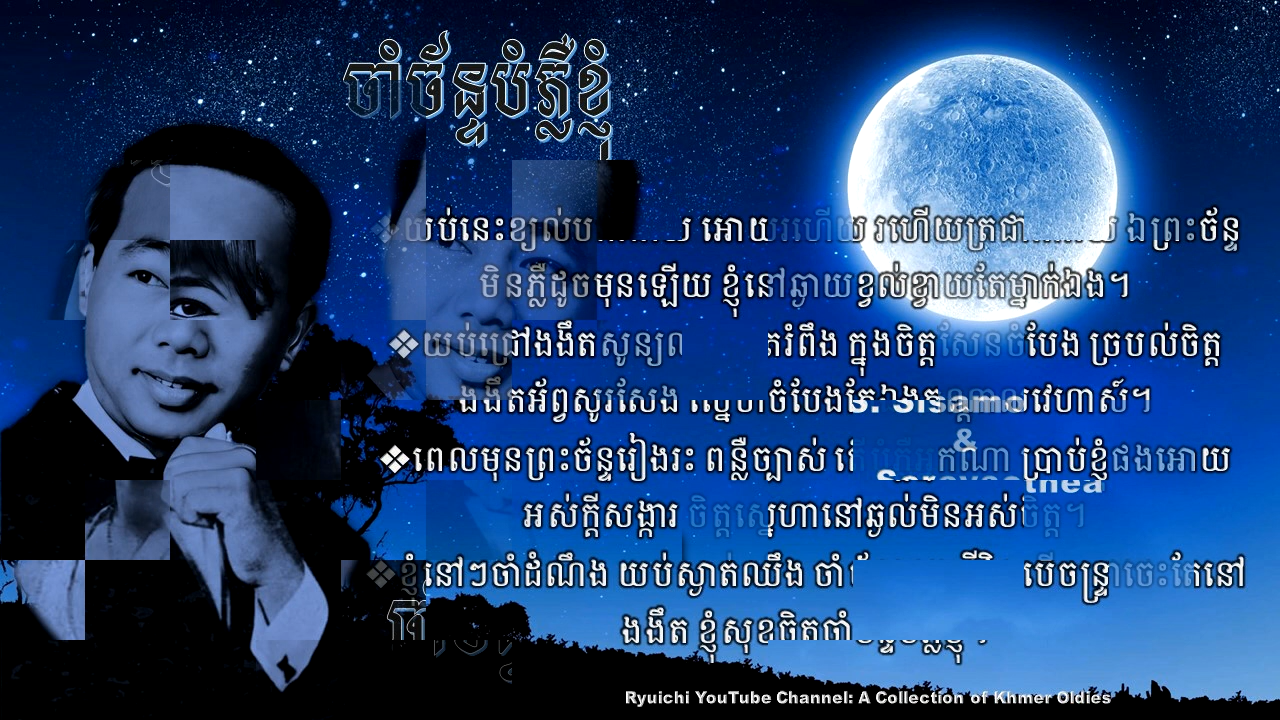 ចាំច័ន្ទបំភ្លឺខ្ញុំ
❖យប់នេះខ្យល់ អោយ រហើយ រហើយត្រជា ឯព្រះច័ន្ទ
មិនភ្លឺដូចមុនឡើយ ខ្ញុំនៅឆ្ងាយខ្វល់ខ្វាយតែម្នាក់ឯង។
❖យប់ជ្រៅងងឹត រំពឹង ក្នុងចិត្តសែនចំបែង ច្របល់ចិត្ត
ងងឹតអ័ព្វសូរសែង ចំបែងតែឯង វេហាស៍។
S. Sisamo
&
❖ពេលមុនព្រះច័ន្ទរៀងរះ ពន្លឺច្បាស់ ប្រាប់ខ្ញុំផងអោយ
អស់ក្តីសង្ការ ចិត្តស្នេហានៅឆ្ងល់មិនអស់ចិត្ត។
❖ខ្ញុំនៅៗចាំដំណឹង យប់ស្ងាត់ឈឹង ចាំ បើចន្ទ្រាចេះតែនៅ
ងងឹត ខ្ញុំសុខចិត្តចាំ
Ryuichi YouTube Channel: A Collection of Khmer Oldies